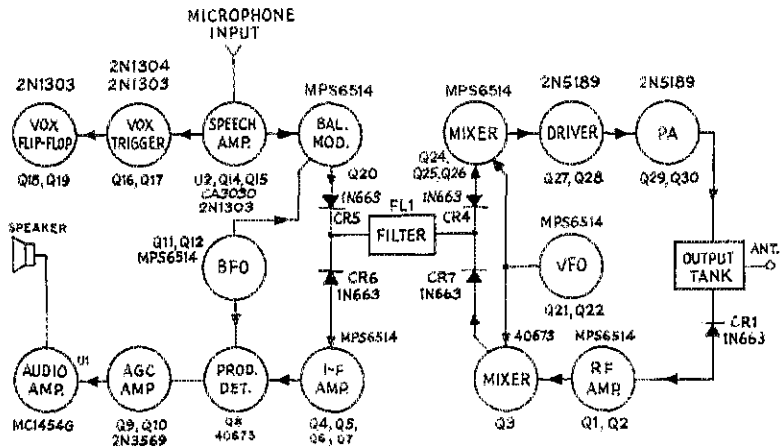 MICROPHONE
INPUT
2N1303
2N1304
2N1303
MPS6514
MPS6514
2N5189
2N5189
VOX
FLIP-FLOP
VOX
TRIGGER
SPEECH
AMP.
BAL.
MOD.
MIXER
DRIVER
PA
Q18, Q19
Q16, Q17
U2, Q14, Q15
CA3030
2N1303
Q20
1N663
CR5
Q24,
Q25, Q26
1N663
CR4
Q27, Q28
Q29, Q30
FL1
FILTER
SPEAKER
Q11, Q12
MPS6514
BFO
CR6
1N663
CR7
1N663
MPS6514
VFO
Q21, Q22
OUTPUT
TANK
ANT.
CR1
1N663
MPS6514
40673
MPS6514
AUDIO
AMP.
U1
AGC
AMP
PROD.
DET.
I-F
AMP.
MIXER
RF
AMP.
MC1454G
Q9, Q10
2N3569
Q8
40673
Q4, Q5,
Q6, Q7
Q3
Q1, Q2